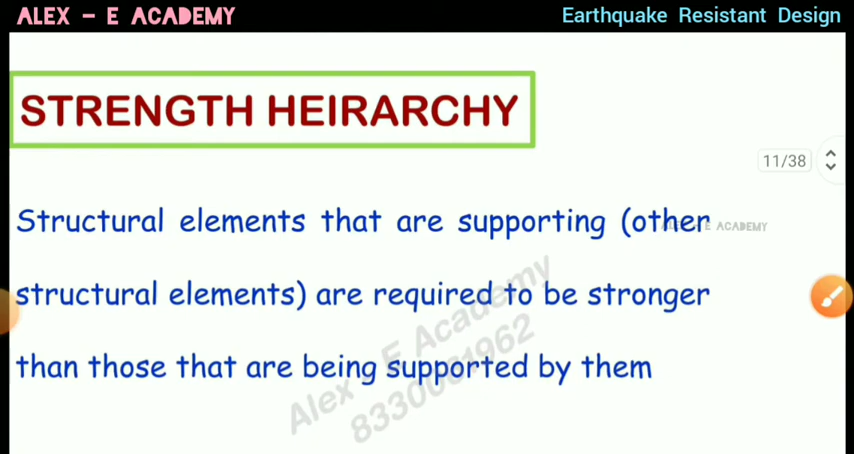 ALEX - E ACADEMY
Earthquake Resistant Design
STRENGTH HEIRARCHY
11/38
Structural elements that are supporting (other
structural elements) are required to be stronger
than those that are being supported by them
Alex - E Academy
8330081962